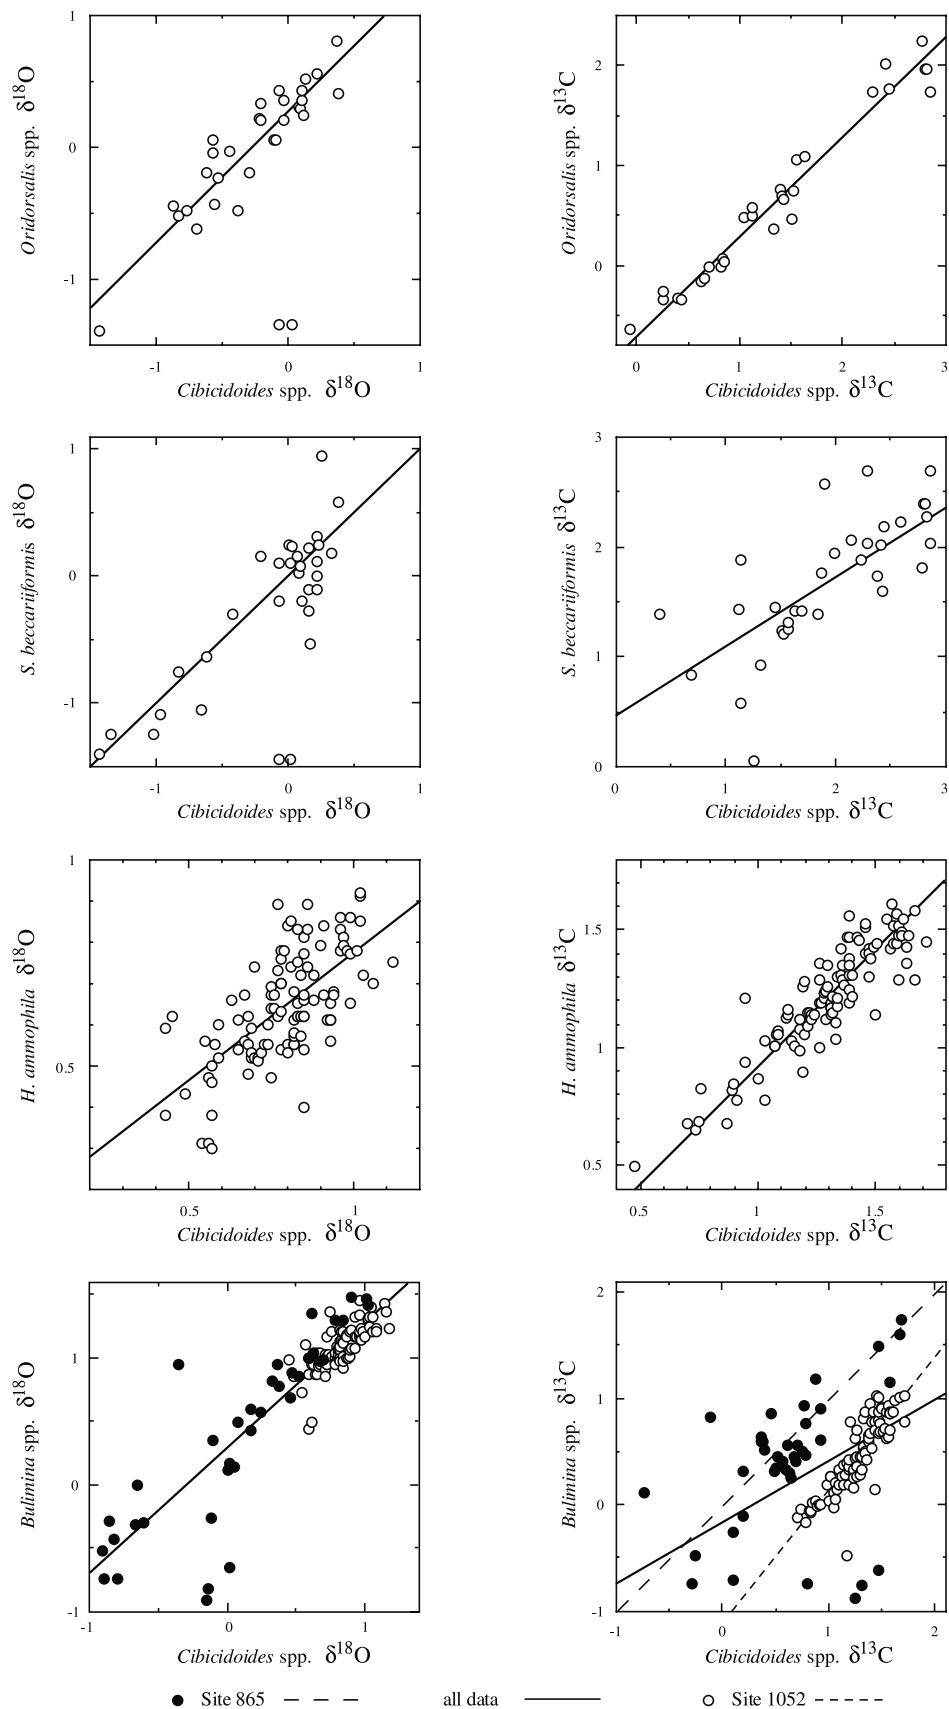 Oridorsalis spp. δ18O
1
0
-1
-1
0
1
Cibicidoides spp. δ18O
Oridorsalis spp. δ13C
2
1
0
0
1
2
3
Cibicidoides spp. δ13C
S. beccariiformis δ18O
1
0
-1
-1
0
1
Cibicidoides spp. δ18O
S. beccariiformis δ13C
3
2
1
0
0
1
2
3
Cibicidoides spp. δ13C
H. ammophila δ18O
1
0.5
0.5
1
Cibicidoides spp. δ18O
H. ammophila δ13C
1.5
1
0.5
0.5
1
1.5
Cibicidoides spp. δ13C
Bulimina spp. δ18O
1
0
-1
-1
0
1
Cibicidoides spp. δ18O
Bulimina spp. δ13C
2
1
0
-1
-1
0
1
2
Cibicidoides spp. δ13C
Site 865
all data
Site 1052